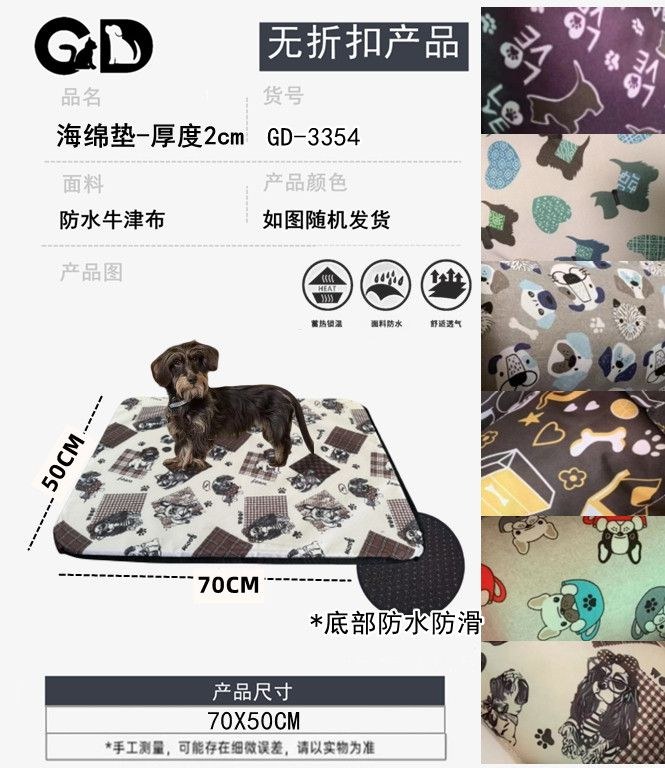 GD
无折扣产品
品名
货号
海绵垫-厚度2cm
GD-3354
面料
产品颜色
防水牛津布
如图随机发货
产品图
HEAT
蓄热锁温
面料防水
舒适透气
50CM
70CM
*底部防水防滑
产品尺寸
70X50CM
*手工测量，可能存在细微误差，请以实物为准
LOVE